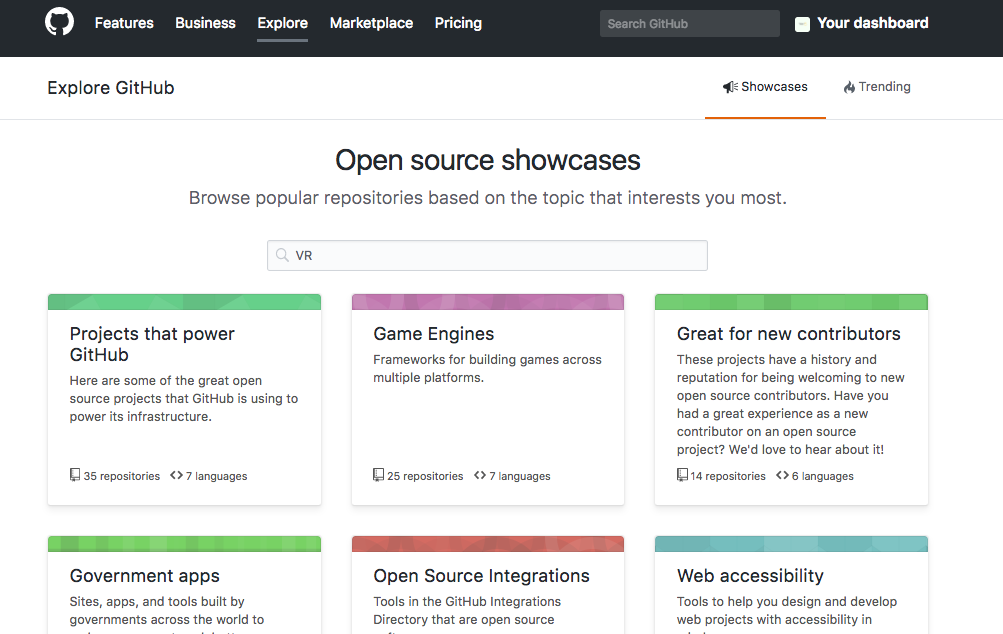 Features Business Explore Marketplace Pricing Search GitHub Your dashboard
Explore GitHub Showcases Trending
Open source showcases
Browse popular repositories based on the topic that interests you most.
VR
Projects that power
GitHub
Here are some of the great open
source projects that GitHub is using to
power its infrastructure.
35 repositories 7 languages
Game Engines
Frameworks for building games across
multiple platforms.
25 repositories 7 languages
Great for new contributors
These projects have a history and
reputation for being welcoming to new
open source contributors. Have you
had a great experience as a new
contributor on an open source
project? We'd love to hear about it!
14 repositories 6 languages
Government apps
Sites, apps, and tools built by
governments across the world to
Open Source Integrations
Tools in the GitHub Integrations
Directory that are open source
Web accessibility
Tools to help you design and develop
web projects with accessibility in